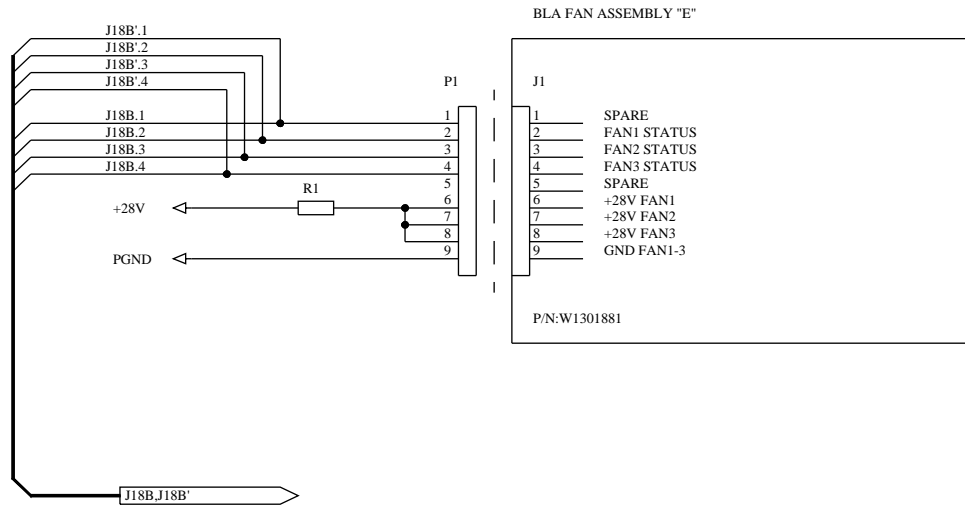 BLA FAN ASSEMBLY "E"
J18B'.1
J18B'.2
J18B'.3
J18B'.4
P1
J1
J18B.1
1
1
SPARE
J18B.2
2
2
FAN1 STATUS
J18B.3
3
3
FAN2 STATUS
J18B.4
4
4
FAN3 STATUS
5
5
SPARE
+28V
R1
6
6
+28V FAN1
7
7
+28V FAN2
8
8
+28V FAN3
PGND
9
9
GND FAN1-3
P/N:W1301881
J18B,J18B'